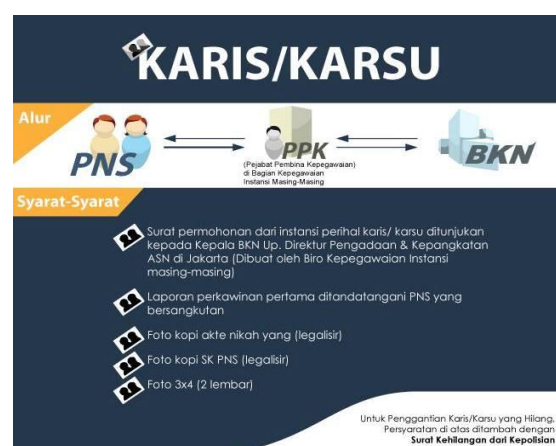 KARIS/KARSU
Alur
PNS
PPK
(Pejabat Pembina Kepegawaian)
di Bagian Kepegawaian
Instansi Masing-Masing
BKN
Syarat-Syarat
Surat permohonan dari instansi perihal karis/ karsu ditunjukan
kepada Kepala BKN Up. Direktur Pengadaan & Kepangkatan
ASN di Jakarta (Dibuat oleh Biro Kepegawaian Instansi
masing-masing)
Laporan perkawinan pertama ditandatangani PNS yang
bersangkutan
Foto kopi akte nikah yang (legalisir)
Foto kopi SK PNS (legalisir)
Foto 3x4 (2 lembar)
Untuk Penggantian Karis/Karsu yang Hilang,
Persyaratan di atas ditambah dengan
Surat Kehilangan dari Kepolisian